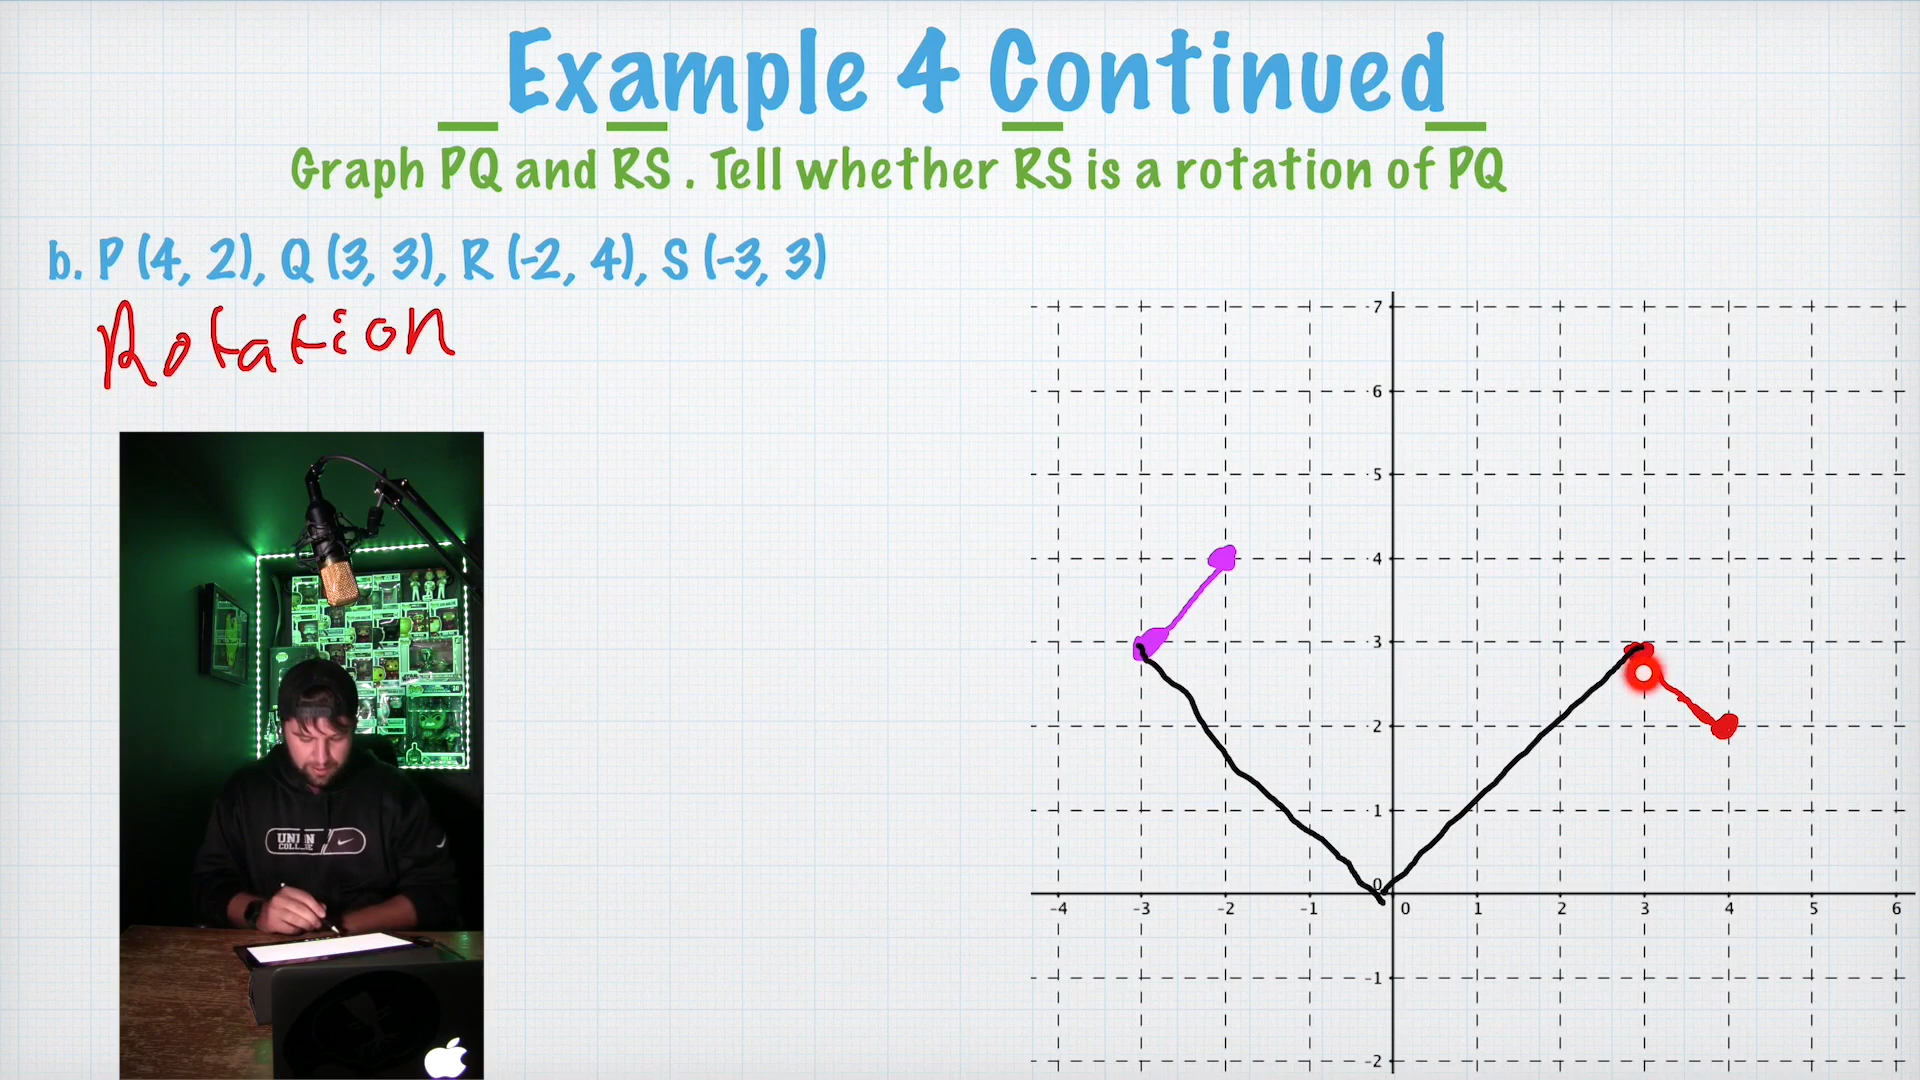 Example 4 Continued
Graph PQ and RS . Tell whether RS is a rotation of PQ
b. P (4, 2), Q (3, 3), R (-2, 4), S (-3, 3)
Rotation
7
6
5
4
3
2
1
0
-4 -3 -2 -1 0 1 2 3 4 5 6
-1
-2
UNION